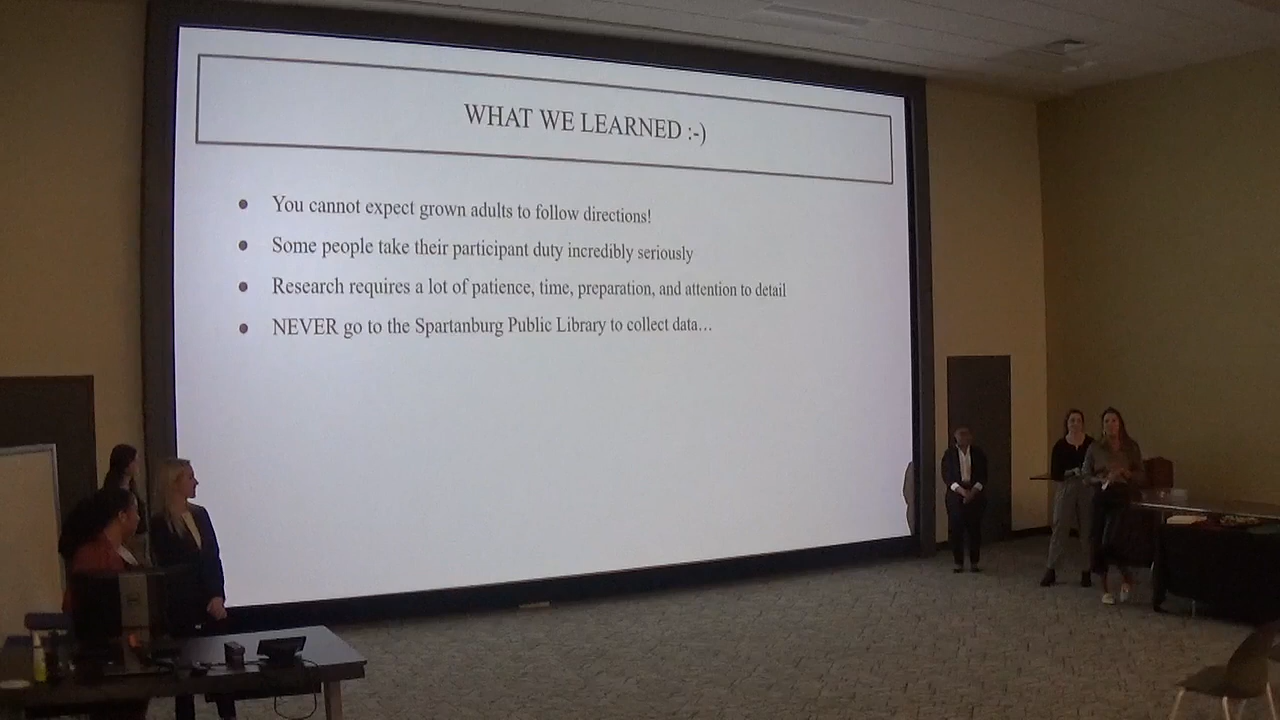 WHAT WE LEARNED :-)
● You cannot expect grown adults to follow directions!
● Some people take their participant duty incredibly seriously
● Research requires a lot of patience, time, preparation, and attention to detail
● NEVER go to the Spartanburg Public Library to collect data…